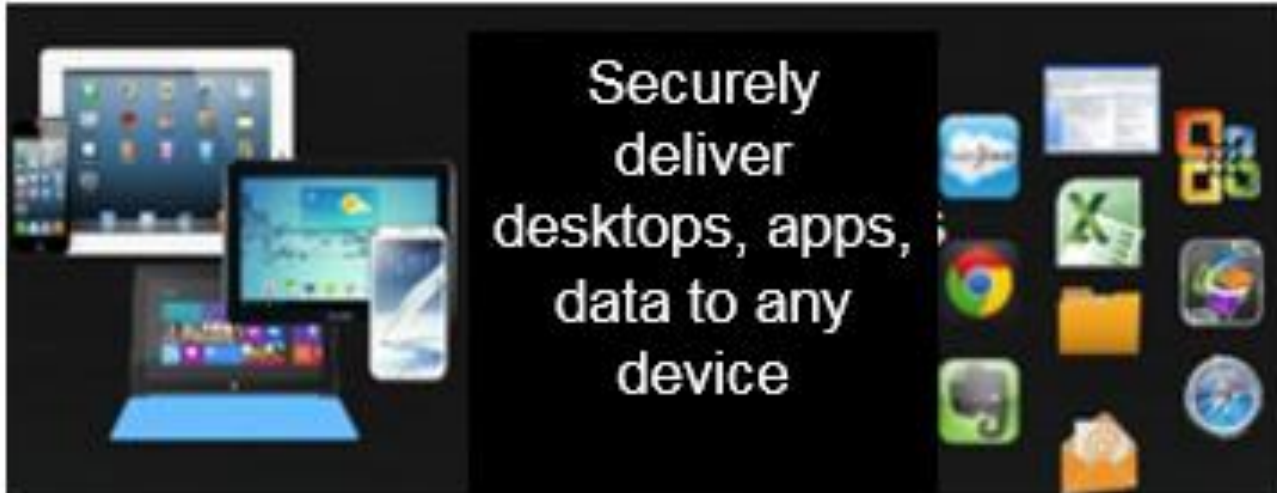 Securely
deliver
desktops, apps,
data to any
device